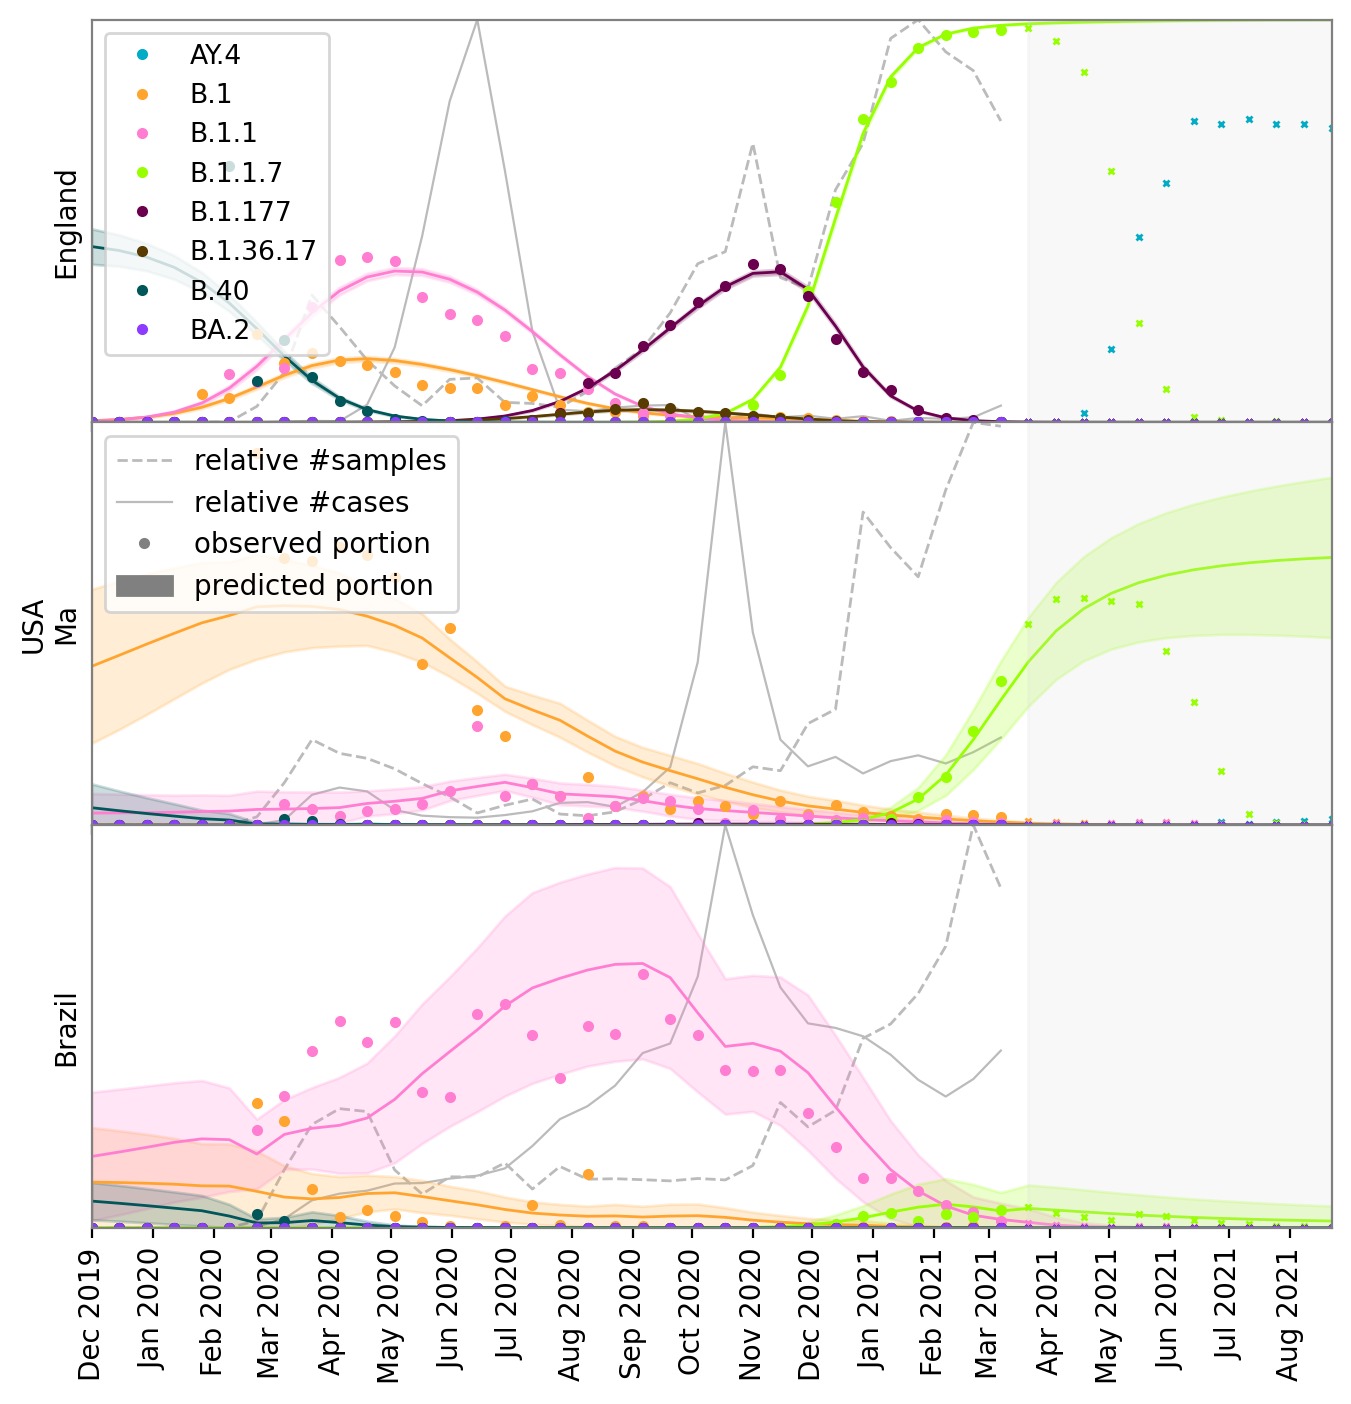 England
AY.4
B.1
B.1.1
B.1.1.7
B.1.177
B.1.36.17
B.40
BA.2
USA
Ma
relative #samples
relative #cases
observed portion
predicted portion
Brazil
Dec 2019
Jan 2020
Feb 2020
Mar 2020
Apr 2020
May 2020
Jun 2020
Jul 2020
Aug 2020
Sep 2020
Oct 2020
Nov 2020
Dec 2020
Jan 2021
Feb 2021
Mar 2021
Apr 2021
May 2021
Jun 2021
Jul 2021
Aug 2021